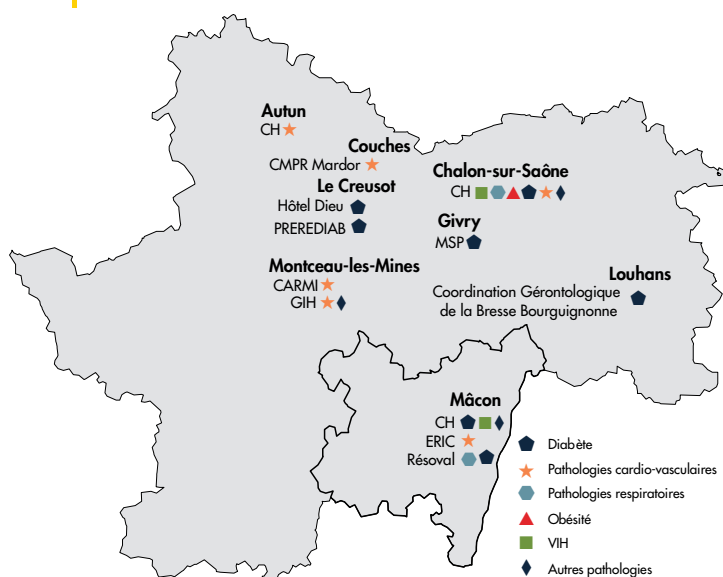 Autun
CH
Couches
CMPR Mardor
Le Creusot
Hôtel Dieu
PREREDIAB
Chalon-sur-Saône
CH
Givry
MSP
Montceau-les-Mines
CARMI
GIH
Louhans
Coordination Gérontologique
de la Bresse Bourguignonne
Mâcon
CH
ERIC
Résoval
Diabète
Pathologies cardio-vasculaires
Pathologies respiratoires
Obésité
VIH
Autres pathologies